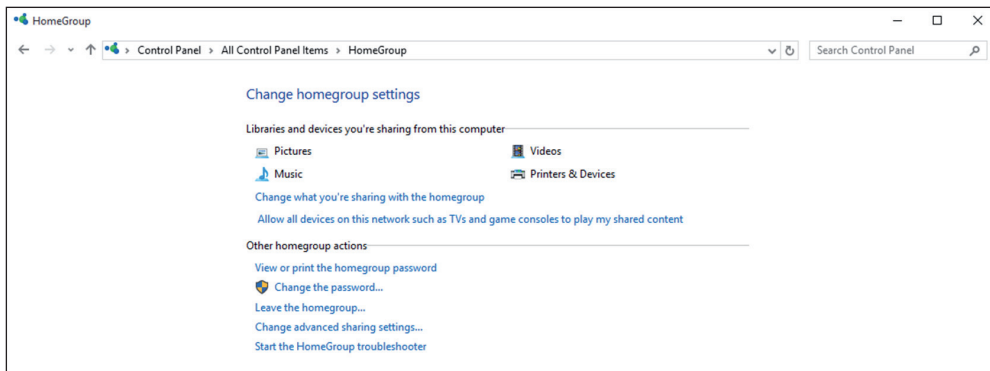 HomeGroup
Control Panel > All Control Panel Items > HomeGroup
Search Control Panel
Change homegroup settings
Libraries and devices you're sharing from this computer
Pictures
Videos
Music
Printers & Devices
Change what you're sharing with the homegroup
Allow all devices on this network such as TVs and game consoles to play my shared content
Other homegroup actions
View or print the homegroup password
Change the password...
Leave the homegroup...
Change advanced sharing settings...
Start the HomeGroup troubleshooter